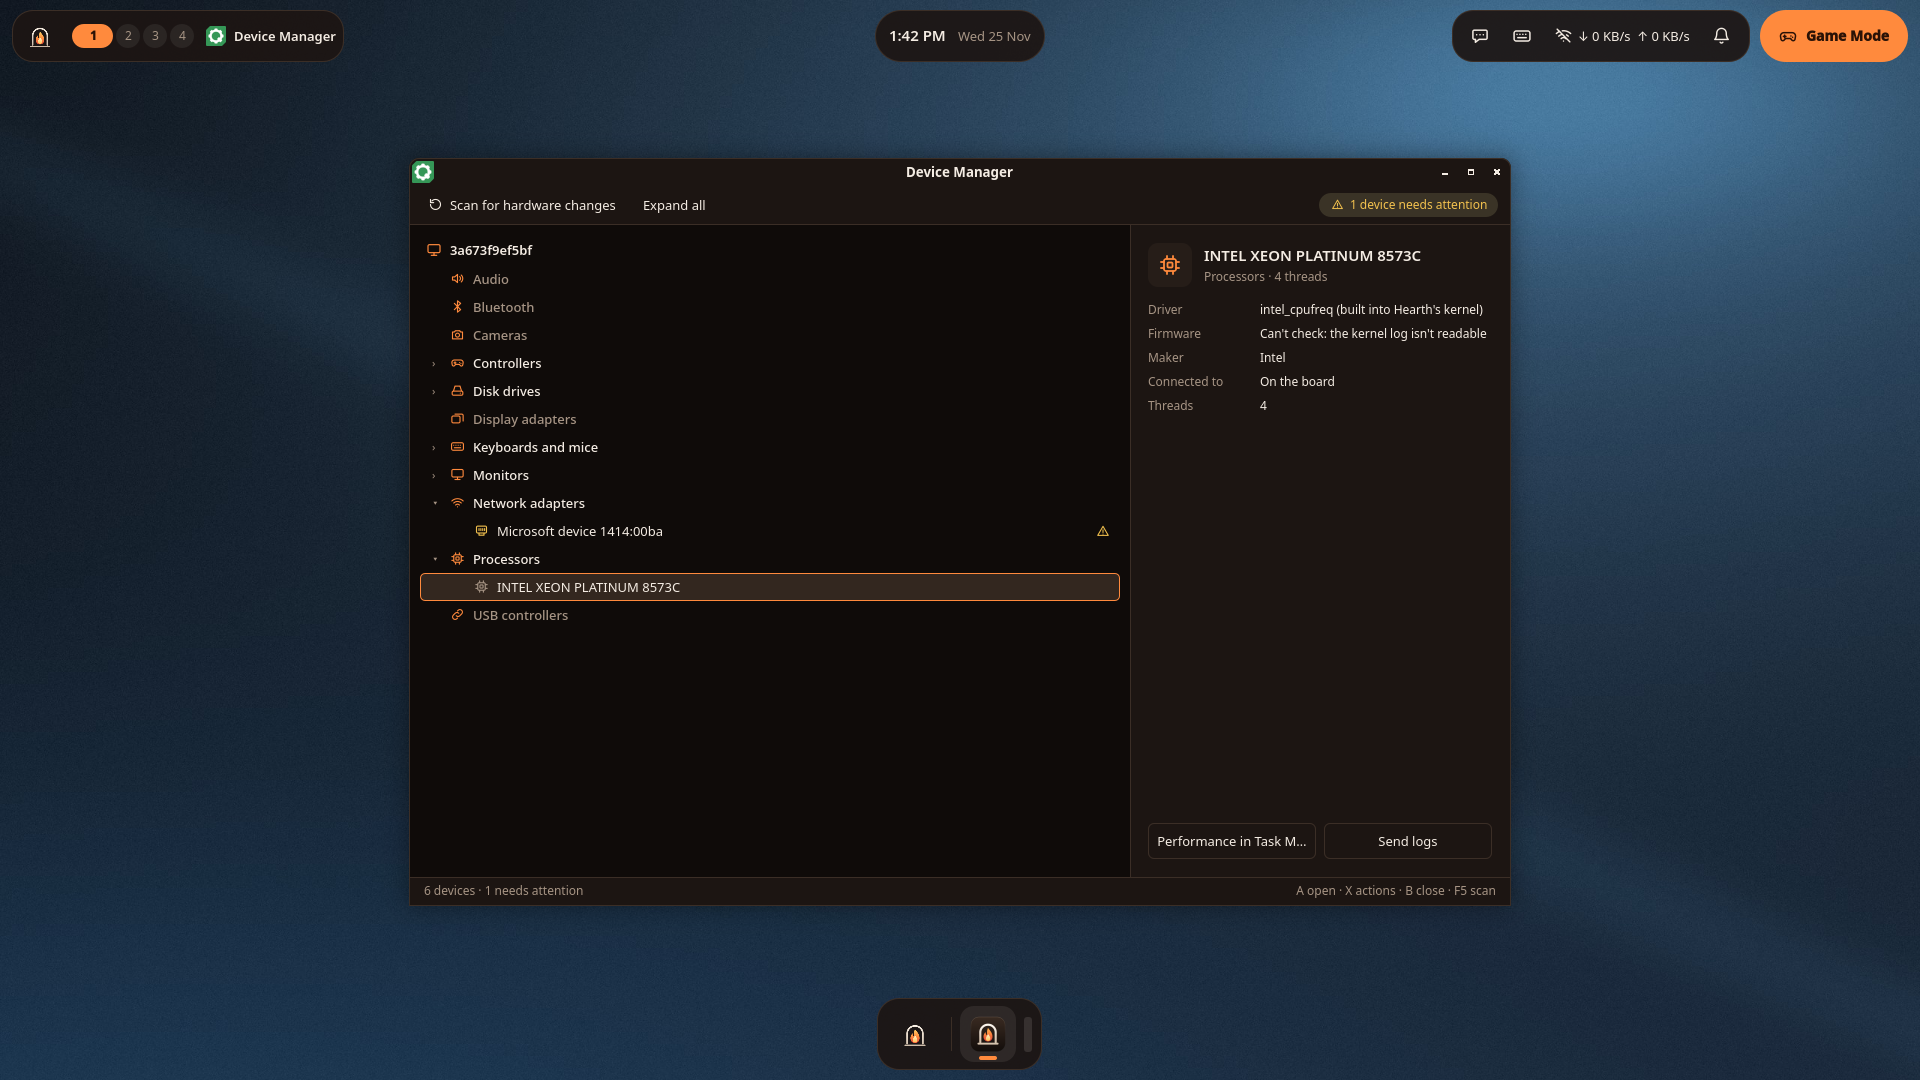 1 2 3 4 Device Manager
1:42 PM Wed 25 Nov
↓ 0 KB/s ↑ 0 KB/s
Game Mode
Device Manager
Scan for hardware changes Expand all
1 device needs attention
3a673f9ef5bf
Audio
Bluetooth
Cameras
Controllers
Disk drives
Display adapters
Keyboards and mice
Monitors
Network adapters
Microsoft device 1414:00ba
Processors
INTEL XEON PLATINUM 8573C
USB controllers
INTEL XEON PLATINUM 8573C
Processors · 4 threads
Driver intel_cpufreq (built into Hearth's kernel)
Firmware Can't check: the kernel log isn't readable
Maker Intel
Connected to On the board
Threads 4
Performance in Task M... Send logs
6 devices · 1 needs attention
A open · X actions · B close · F5 scan